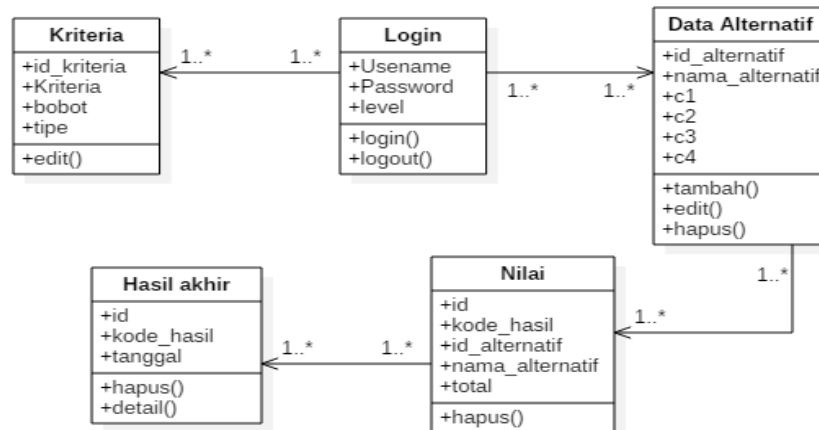 Kriteria
+id_kriteria
+Kriteria
+bobot
+tipe
+edit()
1..*
1..*
Login
+Usename
+Password
+level
+login()
+logout()
1..*
1..*
Data Alternatif
+id_alternatif
+nama_alternatif
+c1
+c2
+c3
+c4
+tambah()
+edit()
+hapus()
1..*
1..*
Nilai
+id
+kode_hasil
+id_alternatif
+nama_alternatif
+total
+hapus()
1..*
1..*
Hasil akhir
+id
+kode_hasil
+tanggal
+hapus()
+detail()